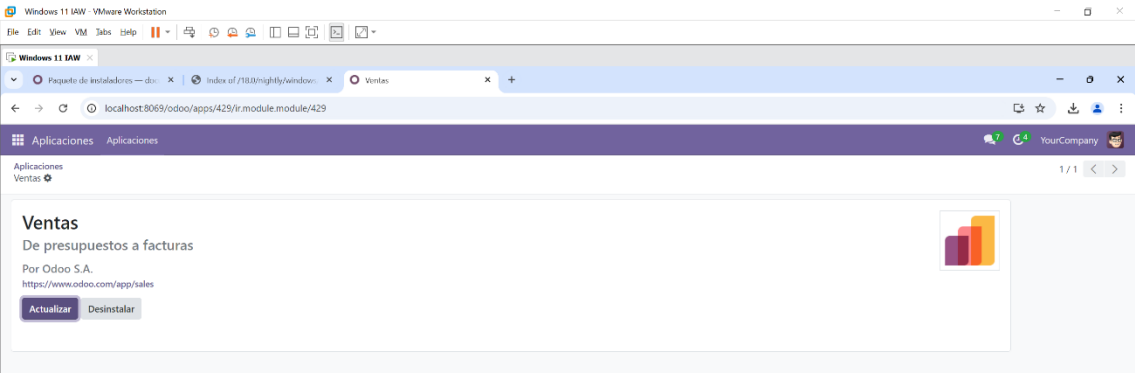 Windows 11 IAW - VMware Workstation
File Edit View VM Tabs Help
Windows 11 IAW
Paquete de instaladores — doc
Index of /18.0/nightly/windows
Ventas
localhost:8069/odoo/apps/429/ir.module.module/429
Aplicaciones Aplicaciones
7 4 YourCompany
Aplicaciones
Ventas
1 / 1
Ventas
De presupuestos a facturas
Por Odoo S.A.
https://www.odoo.com/app/sales
Actualizar Desinstalar